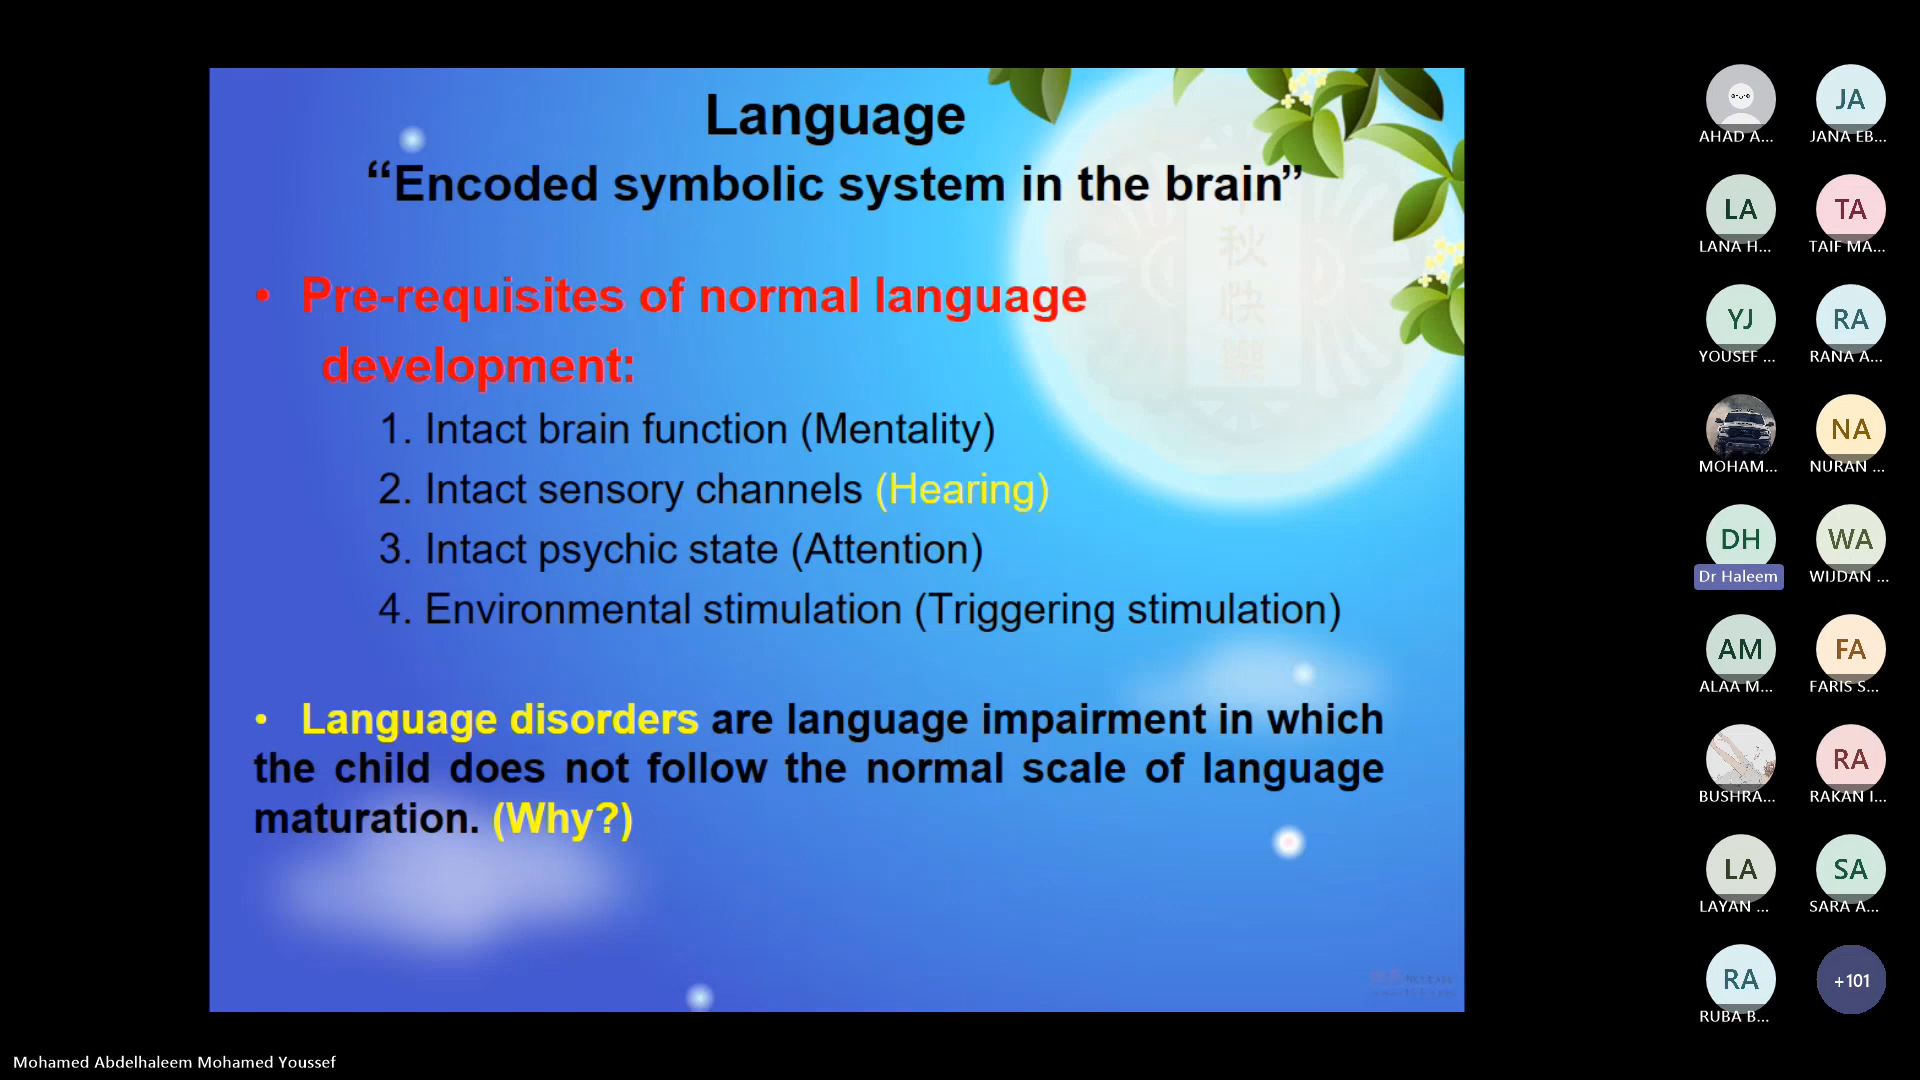 Language
“Encoded symbolic system in the brain”
• Pre-requisites of normal language
development:
1. Intact brain function (Mentality)
2. Intact sensory channels (Hearing)
3. Intact psychic state (Attention)
4. Environmental stimulation (Triggering stimulation)
• Language disorders are language impairment in which
the child does not follow the normal scale of language
maturation. (Why?)
秋
快
樂
AHAD A...
JA
JANA EB...
LA
LANA H...
TA
TAIF MA...
YJ
YOUSEF ...
RA
RANA A...
MOHAM...
NA
NURAN ...
DH
Dr Haleem
WA
WIJDAN ...
AM
ALAA M...
FA
FARIS S...
BUSHRA...
RA
RAKAN I...
LA
LAYAN ...
SA
SARA A...
RA
RUBA B...
+101
Mohamed Abdelhaleem Mohamed Youssef